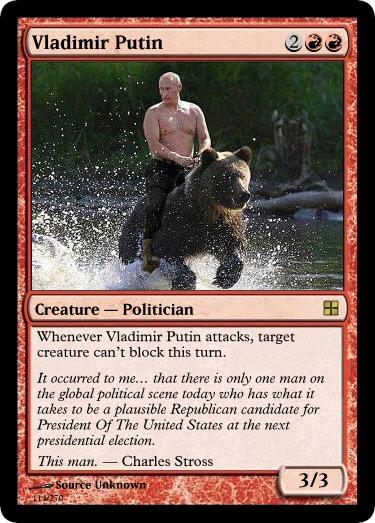 Vladimir Putin 2
Creature — Politician
Whenever Vladimir Putin attacks, target
creature can't block this turn.
It occurred to me… that there is only one man on
the global political scene today who has what it
takes to be a plausible Republican candidate for
President Of The United States at the next
presidential election.
This man. — Charles Stross
Source Unknown
3/3